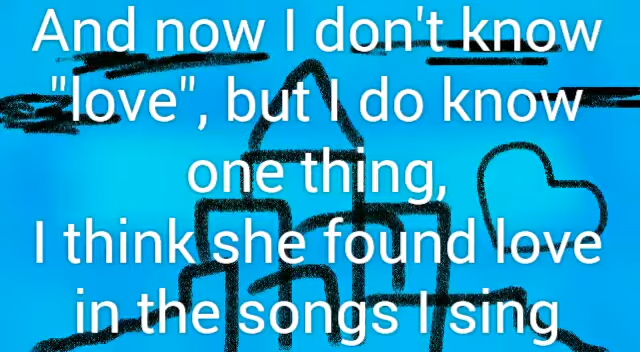 And now I don't know
"love", but I do know
one thing,
I think she found love
in the songs I sing